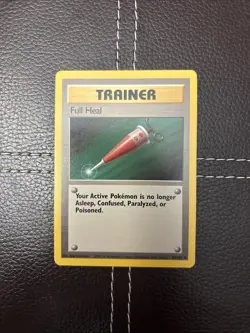 TRAINER
Full Heal
Your Active Pokémon is no longer
Asleep, Confused, Paralyzed, or
Poisoned.